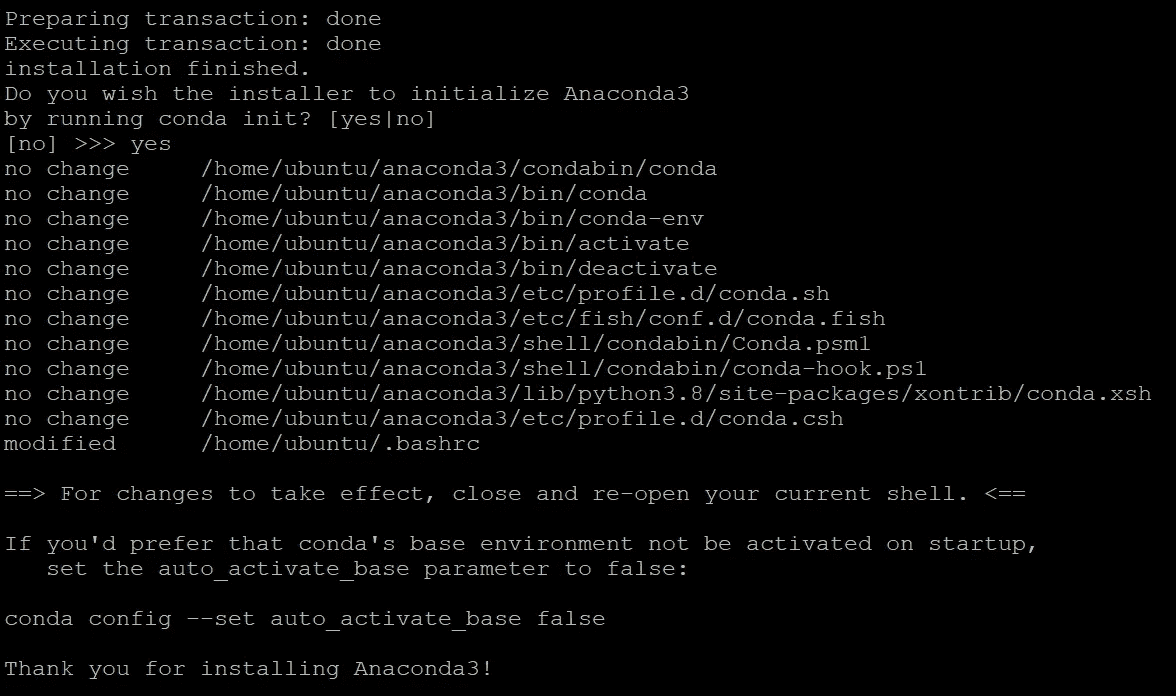 Preparing transaction: done
Executing transaction: done
installation finished.
Do you wish the installer to initialize Anaconda3
by running conda init? [yes|no]
[no] >>> yes
no change     /home/ubuntu/anaconda3/condabin/conda
no change     /home/ubuntu/anaconda3/bin/conda
no change     /home/ubuntu/anaconda3/bin/conda-env
no change     /home/ubuntu/anaconda3/bin/activate
no change     /home/ubuntu/anaconda3/bin/deactivate
no change     /home/ubuntu/anaconda3/etc/profile.d/conda.sh
no change     /home/ubuntu/anaconda3/etc/fish/conf.d/conda.fish
no change     /home/ubuntu/anaconda3/shell/condabin/Conda.psm1
no change     /home/ubuntu/anaconda3/shell/condabin/conda-hook.ps1
no change     /home/ubuntu/anaconda3/lib/python3.8/site-packages/xontrib/conda.xsh
no change     /home/ubuntu/anaconda3/etc/profile.d/conda.csh
modified      /home/ubuntu/.bashrc

==> For changes to take effect, close and re-open your current shell. <==

If you'd prefer that conda's base environment not be activated on startup,
   set the auto_activate_base parameter to false:

conda config --set auto_activate_base false

Thank you for installing Anaconda3!